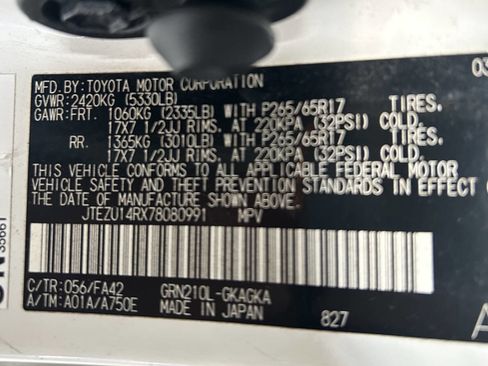 MFD. BY: TOYOTA MOTOR CORPORATION
03
GVWR: 2420KG (5330LB)
GAWR: FRT. 1060KG (2335LB) WITH P265/65R17 TIRES.
17X7 1/2JJ RIMS. AT 220KPA (32PSI) COLD.
RR. 1365KG (3010LB) WITH P265/65R17 TIRES.
17X7 1/2JJ RIMS. AT 220KPA (32PSI) COLD.
THIS VEHICLE CONFORMS TO ALL APPLICABLE FEDERAL MOTOR
VEHICLE SAFETY AND THEFT PREVENTION STANDARDS IN EFFECT ON
THE DATE OF MANUFACTURE SHOWN ABOVE.
JTEZU14RX78080991 MPV
C/TR: 056/FA42 GRN210L-GKAGKA
A/TM: A01A/A750E MADE IN JAPAN 827
35661